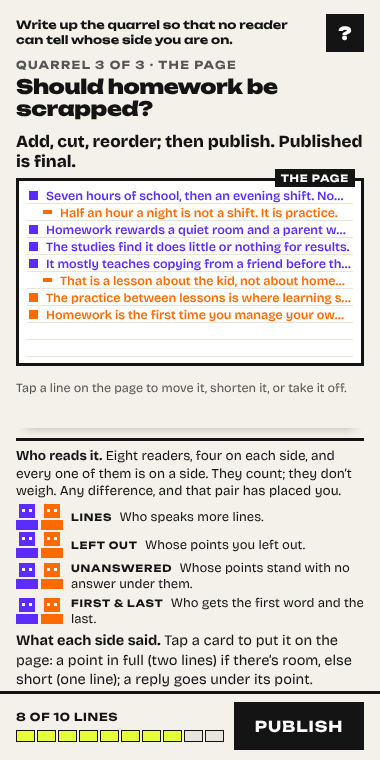 Write up the quarrel so that no reader
can tell whose side you are on.
?
QUARREL 3 OF 3 · THE PAGE
Should homework be
scrapped?
Add, cut, reorder; then publish. Published
is final.
THE PAGE
Seven hours of school, then an evening shift. No...
Half an hour a night is not a shift. It is practice.
Homework rewards a quiet room and a parent w...
The studies find it does little or nothing for results.
It mostly teaches copying from a friend before th...
That is a lesson about the kid, not about home...
The practice between lessons is where learning s...
Homework is the first time you manage your ow...
Tap a line on the page to move it, shorten it, or take it off.
Who reads it. Eight readers, four on each side, and
every one of them is on a side. They count; they don’t
weigh. Any difference, and that pair has placed you.
LINES Who speaks more lines.
LEFT OUT Whose points you left out.
UNANSWERED Whose points stand with no
answer under them.
FIRST & LAST Who gets the first word and the
last.
What each side said. Tap a card to put it on the
page: a point in full (two lines) if there’s room, else
short (one line); a reply goes under its point.
8 OF 10 LINES
PUBLISH